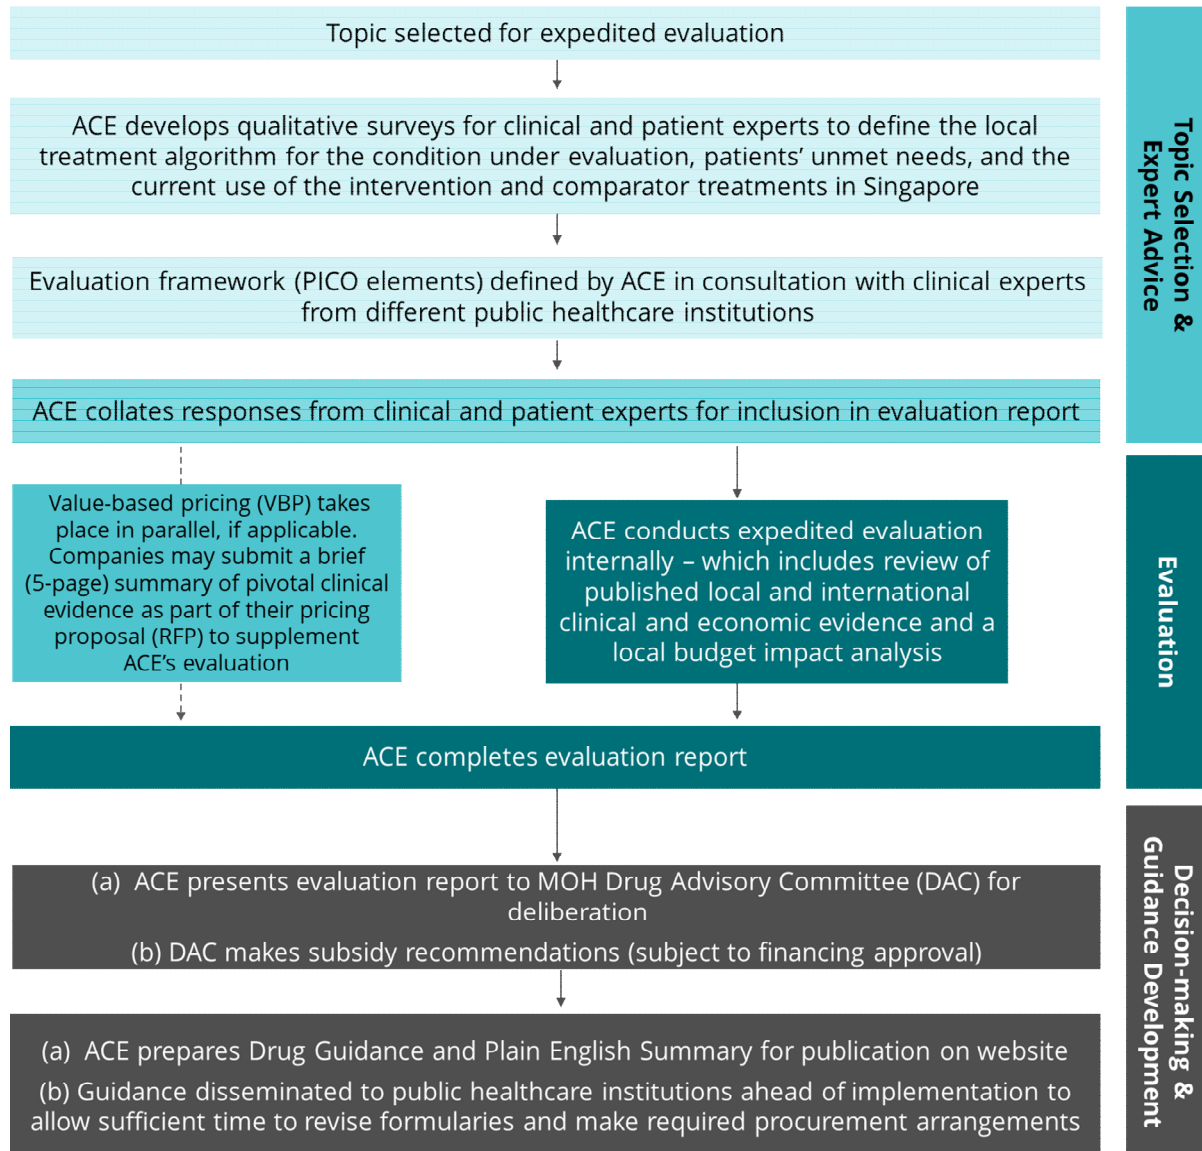 Topic selected for expedited evaluation
ACE develops qualitative surveys for clinical and patient experts to define the local
treatment algorithm for the condition under evaluation, patients’ unmet needs, and the
current use of the intervention and comparator treatments in Singapore
Evaluation framework (PICO elements) defined by ACE in consultation with clinical experts
from different public healthcare institutions
ACE collates responses from clinical and patient experts for inclusion in evaluation report
Topic Selection &
Expert Advice
Value-based pricing (VBP) takes
place in parallel, if applicable.
Companies may submit a brief
(5-page) summary of pivotal clinical
evidence as part of their pricing
proposal (RFP) to supplement
ACE’s evaluation
ACE conducts expedited evaluation
internally – which includes review of
published local and international
clinical and economic evidence and a
local budget impact analysis
ACE completes evaluation report
Evaluation
(a) ACE presents evaluation report to MOH Drug Advisory Committee (DAC) for
deliberation
(b) DAC makes subsidy recommendations (subject to financing approval)
(a) ACE prepares Drug Guidance and Plain English Summary for publication on website
(b) Guidance disseminated to public healthcare institutions ahead of implementation to
allow sufficient time to revise formularies and make required procurement arrangements
Decision-making &
Guidance Development